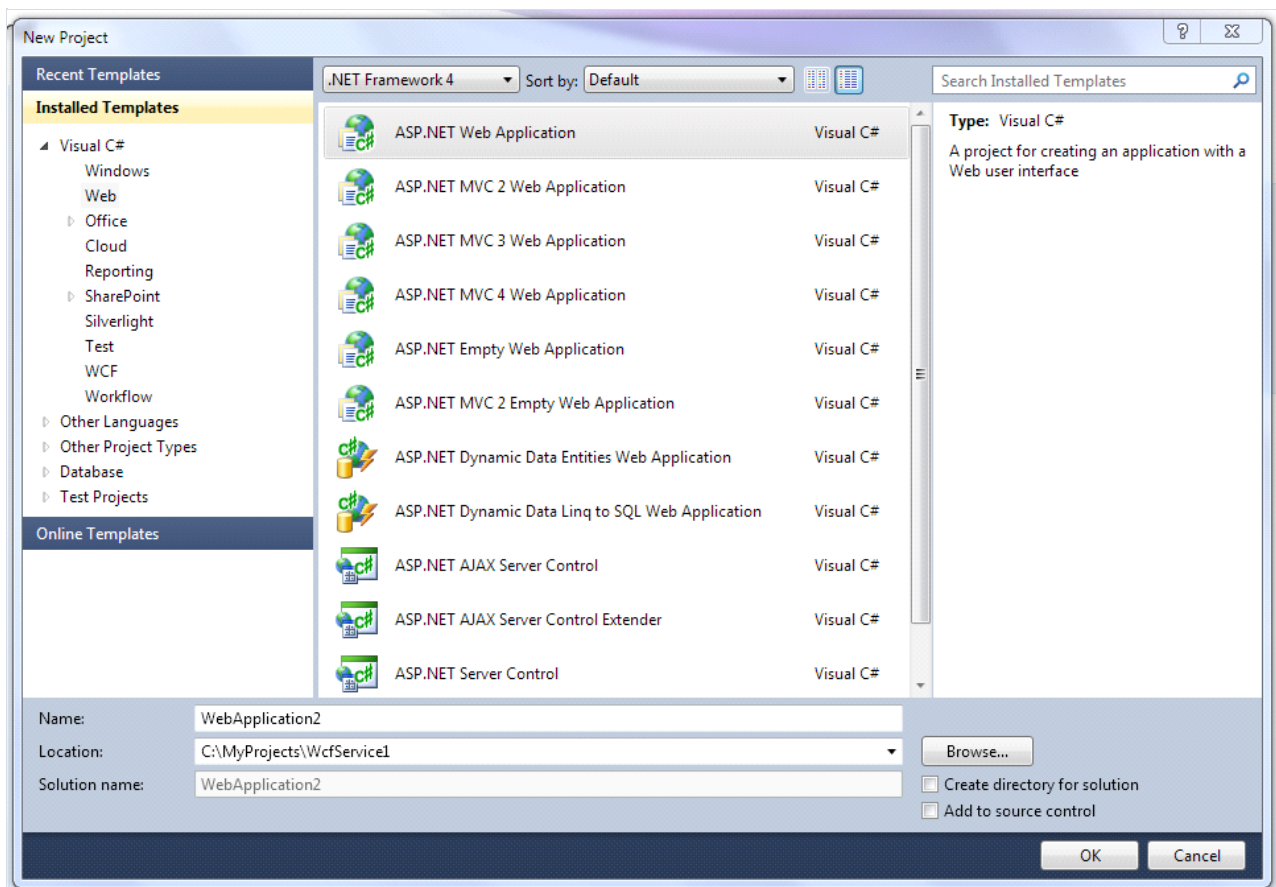 New Project
Recent Templates
Installed Templates
Visual C#
Windows
Web
Office
Cloud
Reporting
SharePoint
Silverlight
Test
WCF
Workflow
Other Languages
Other Project Types
Database
Test Projects
Online Templates
.NET Framework 4 Sort by: Default
ASP.NET Web Application Visual C#
ASP.NET MVC 2 Web Application Visual C#
ASP.NET MVC 3 Web Application Visual C#
ASP.NET MVC 4 Web Application Visual C#
ASP.NET Empty Web Application Visual C#
ASP.NET MVC 2 Empty Web Application Visual C#
ASP.NET Dynamic Data Entities Web Application Visual C#
ASP.NET Dynamic Data Linq to SQL Web Application Visual C#
ASP.NET AJAX Server Control Visual C#
ASP.NET AJAX Server Control Extender Visual C#
ASP.NET Server Control Visual C#
Search Installed Templates
Type: Visual C#
A project for creating an application with a
Web user interface
Name: WebApplication2
Location: C:\MyProjects\WcfService1 Browse...
Solution name: WebApplication2
Create directory for solution
Add to source control
OK Cancel